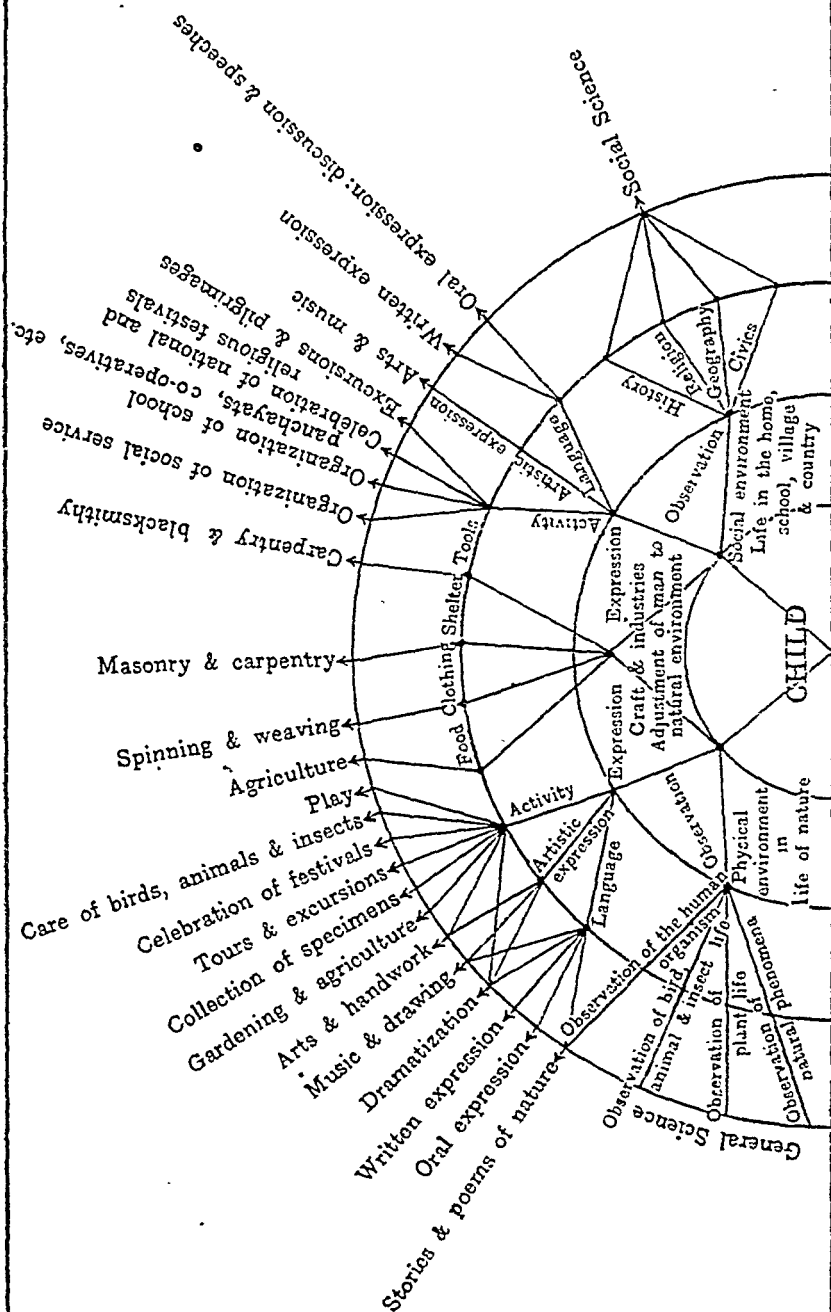 Oral expression: discussion & speeches
Written expression
Arts & music
Excursions & pilgrimages
Celebration of national and
religious festivals
Organization of school
panchayats, co-operatives, etc.
Organization of social service
Carpentry & blacksmithy
Masonry & carpentry
Spinning & weaving
Agriculture
Play
Care of birds, animals & insects
Celebration of festivals
Tours & excursions
Collection of specimens
Gardening & agriculture
Arts & handwork
Music & drawing
Dramatization
Written expression
Oral expression
Stories & poems of nature
Social Science
History
Religion
Geography
Civics
Language
Artistic
expression
Activity
Tools
Shelter
Clothing
Food
Activity
Artistic
expression
Language
Observation
Social environment
Life in the home,
school, village
& country
Expression
Craft & industries
Adjustment of man to
natural environment
Expression
CHILD
Observation
Physical
environment
in
life of nature
Observation of the human
organism
Observation of bird,
animal & insect life
Observation of
plant life
Observation of
natural phenomena
General Science